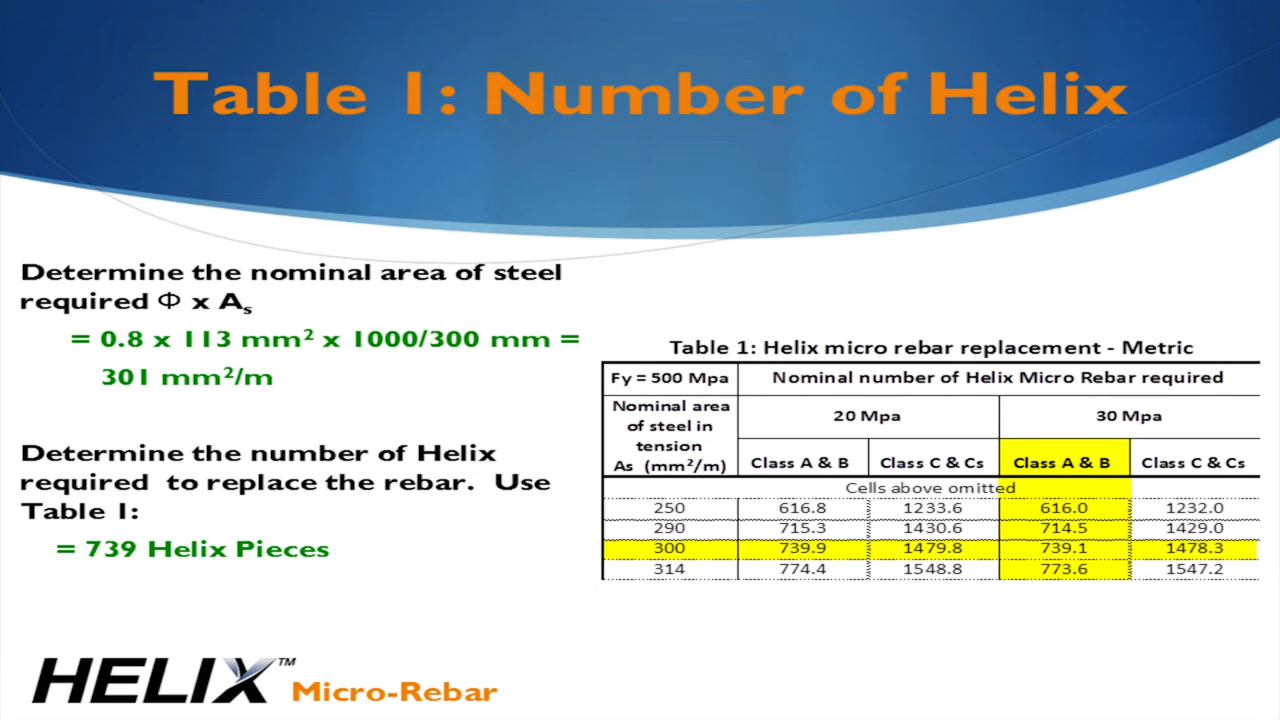 Table 1: Number of Helix
Determine the nominal area of steel
required Φ x As
= 0.8 x 113 mm² x 1000/300 mm =
301 mm²/m
Determine the number of Helix
required to replace the rebar. Use
Table 1:
= 739 Helix Pieces
Table 1: Helix micro rebar replacement - Metric
Fy = 500 Mpa Nominal number of Helix Micro Rebar required
Nominal area
of steel in
tension
As (mm²/m)
20 Mpa 30 Mpa
Class A & B Class C & Cs Class A & B Class C & Cs
Cells above omitted
250 616.8 1233.6 616.0 1232.0
290 715.3 1430.6 714.5 1429.0
300 739.9 1479.8 739.1 1478.3
314 774.4 1548.8 773.6 1547.2
HELIX™
Micro-Rebar